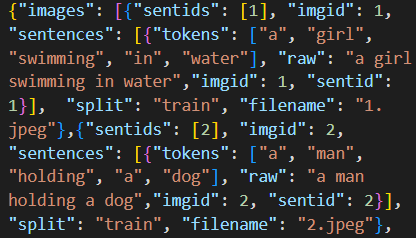 {"images": [{"sentids": [1], "imgid": 1,
"sentences": [{"tokens": ["a", "girl",
"swimming", "in", "water"], "raw": "a girl
swimming in water","imgid": 1, "sentid":
1}],  "split": "train", "filename": "1.
jpeg"},{"sentids": [2], "imgid": 2,
"sentences": [{"tokens": ["a", "man",
"holding", "a", "dog"], "raw": "a man
holding a dog","imgid": 2, "sentid": 2}],
"split": "train", "filename": "2.jpeg"},